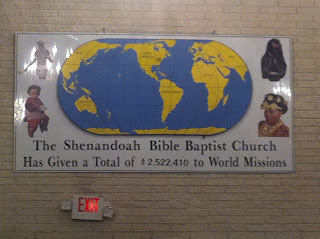 The Shenandoah Bible Baptist Church
Has Given a Total of $2,522,410 to World Missions
EXIT